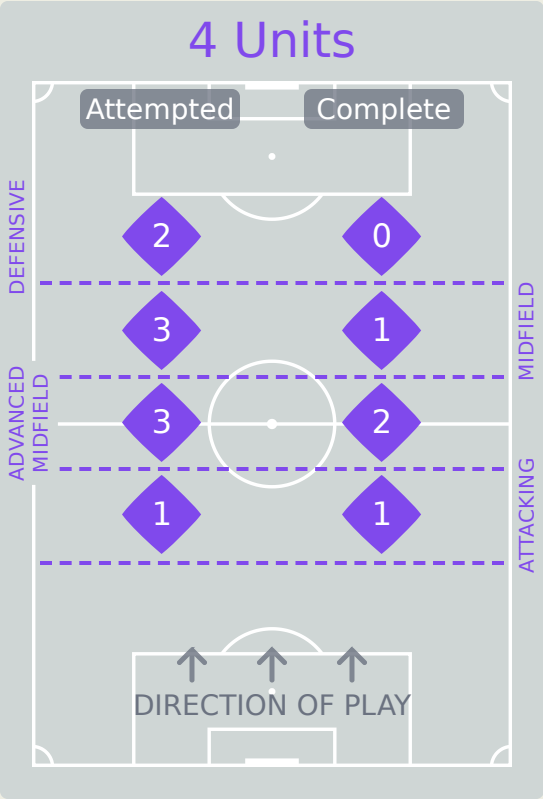 4 Units
Attempted
Complete
DEFENSIVE
2
0
3
1
MIDFIELD
ADVANCED
MIDFIELD
3
2
1
1
ATTACKING
DIRECTION OF PLAY